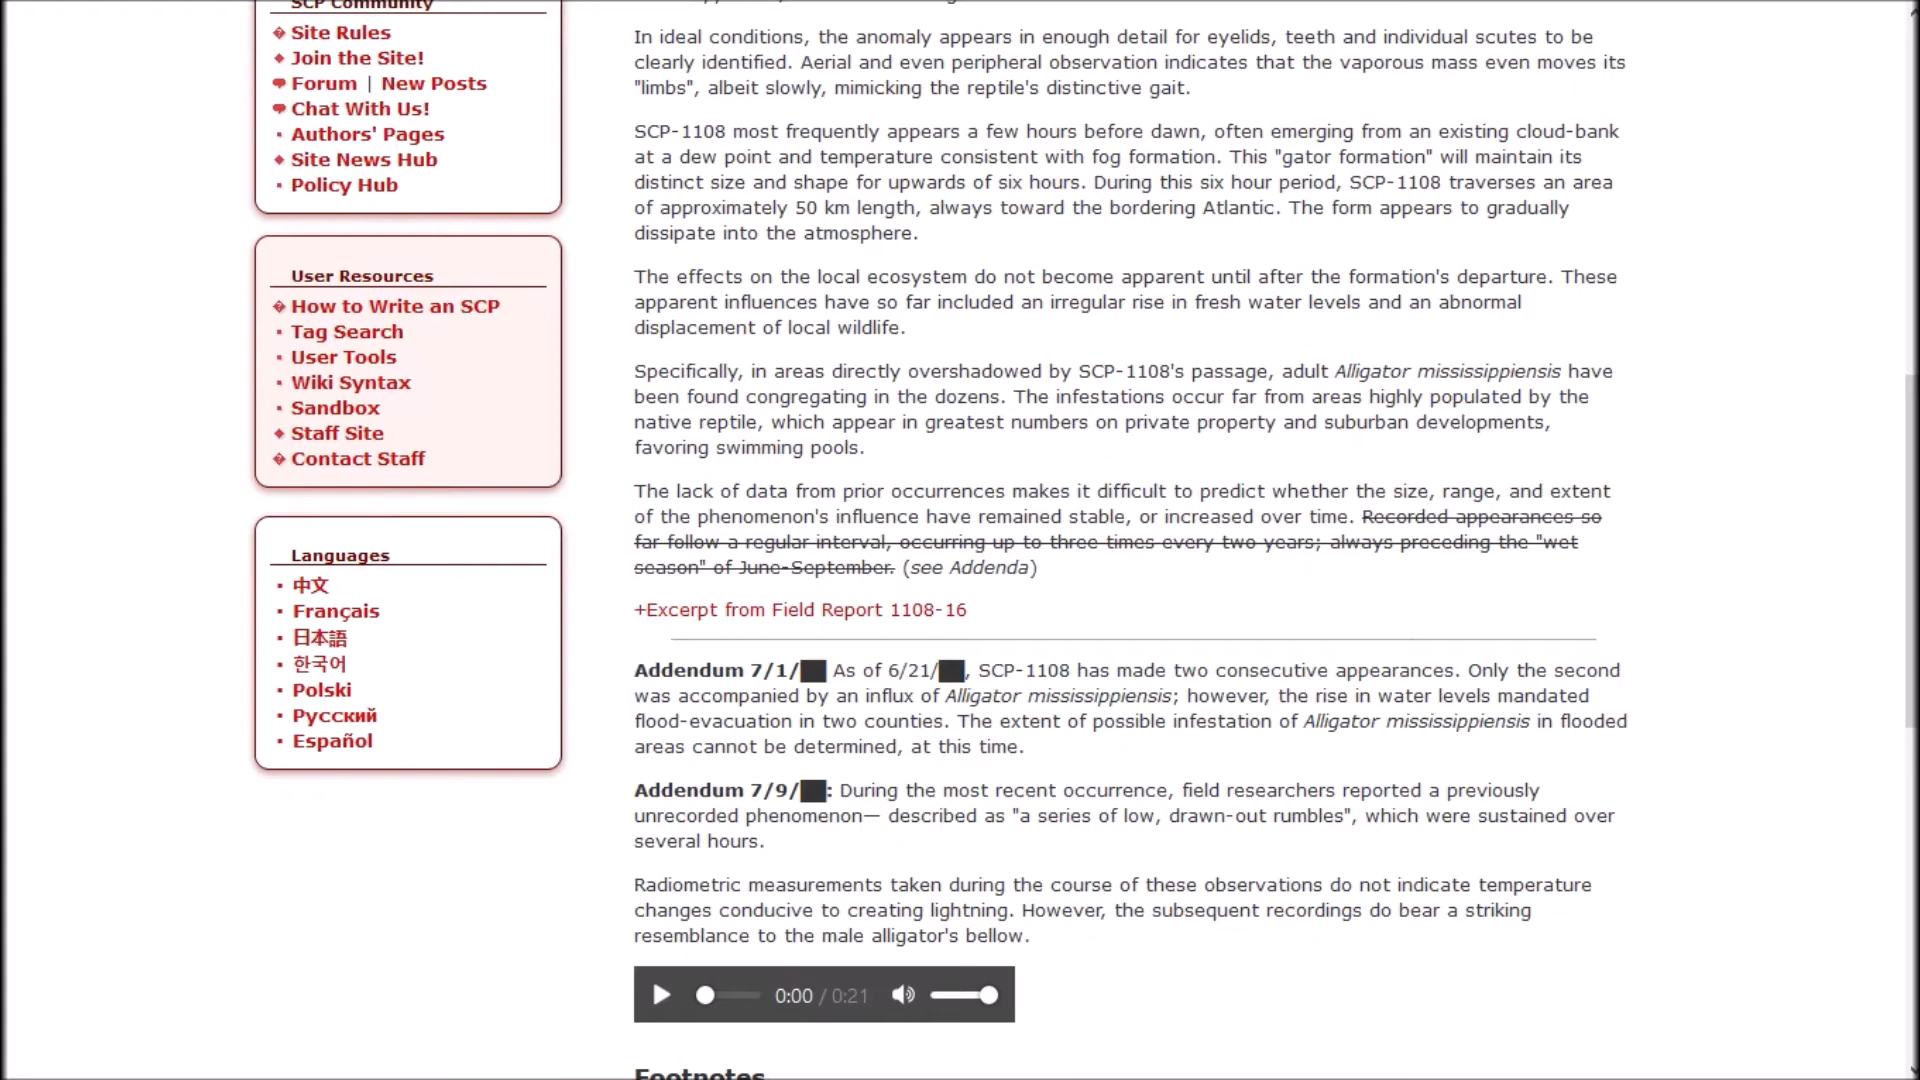 SCP Community
Site Rules
Join the Site!
Forum | New Posts
Chat With Us!
Authors' Pages
Site News Hub
Policy Hub
User Resources
How to Write an SCP
Tag Search
User Tools
Wiki Syntax
Sandbox
Staff Site
Contact Staff
Languages
中文
Français
日本語
한국어
Polski
Русский
Español
In ideal conditions, the anomaly appears in enough detail for eyelids, teeth and individual scutes to be
clearly identified. Aerial and even peripheral observation indicates that the vaporous mass even moves its
"limbs", albeit slowly, mimicking the reptile's distinctive gait.
SCP-1108 most frequently appears a few hours before dawn, often emerging from an existing cloud-bank
at a dew point and temperature consistent with fog formation. This "gator formation" will maintain its
distinct size and shape for upwards of six hours. During this six hour period, SCP-1108 traverses an area
of approximately 50 km length, always toward the bordering Atlantic. The form appears to gradually
dissipate into the atmosphere.
The effects on the local ecosystem do not become apparent until after the formation's departure. These
apparent influences have so far included an irregular rise in fresh water levels and an abnormal
displacement of local wildlife.
Specifically, in areas directly overshadowed by SCP-1108's passage, adult Alligator mississippiensis have
been found congregating in the dozens. The infestations occur far from areas highly populated by the
native reptile, which appear in greatest numbers on private property and suburban developments,
favoring swimming pools.
The lack of data from prior occurrences makes it difficult to predict whether the size, range, and extent
of the phenomenon's influence have remained stable, or increased over time. Recorded appearances so
far follow a regular interval, occurring up to three times every two years; always preceding the "wet
season" of June-September. (see Addenda)
+Excerpt from Field Report 1108-16
Addendum 7/1/██ As of 6/21/██, SCP-1108 has made two consecutive appearances. Only the second
was accompanied by an influx of Alligator mississippiensis; however, the rise in water levels mandated
flood-evacuation in two counties. The extent of possible infestation of Alligator mississippiensis in flooded
areas cannot be determined, at this time.
Addendum 7/9/██: During the most recent occurrence, field researchers reported a previously
unrecorded phenomenon— described as "a series of low, drawn-out rumbles", which were sustained over
several hours.
Radiometric measurements taken during the course of these observations do not indicate temperature
changes conducive to creating lightning. However, the subsequent recordings do bear a striking
resemblance to the male alligator's bellow.
0:00 / 0:21
Footnotes